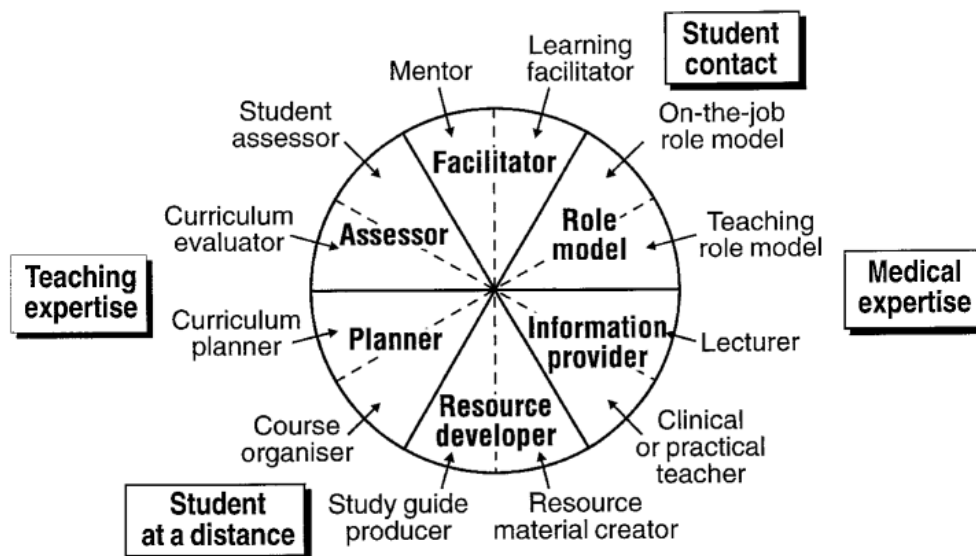 Student
contact
Learning
facilitator
Mentor
Student
assessor
On-the-job
role model
Facilitator
Curriculum
evaluator
Assessor
Role
model
Teaching
role model
Teaching
expertise
Medical
expertise
Curriculum
planner
Planner
Information
provider
Lecturer
Resource
developer
Course
organiser
Clinical
or practical
teacher
Student
at a distance
Study guide
producer
Resource
material creator